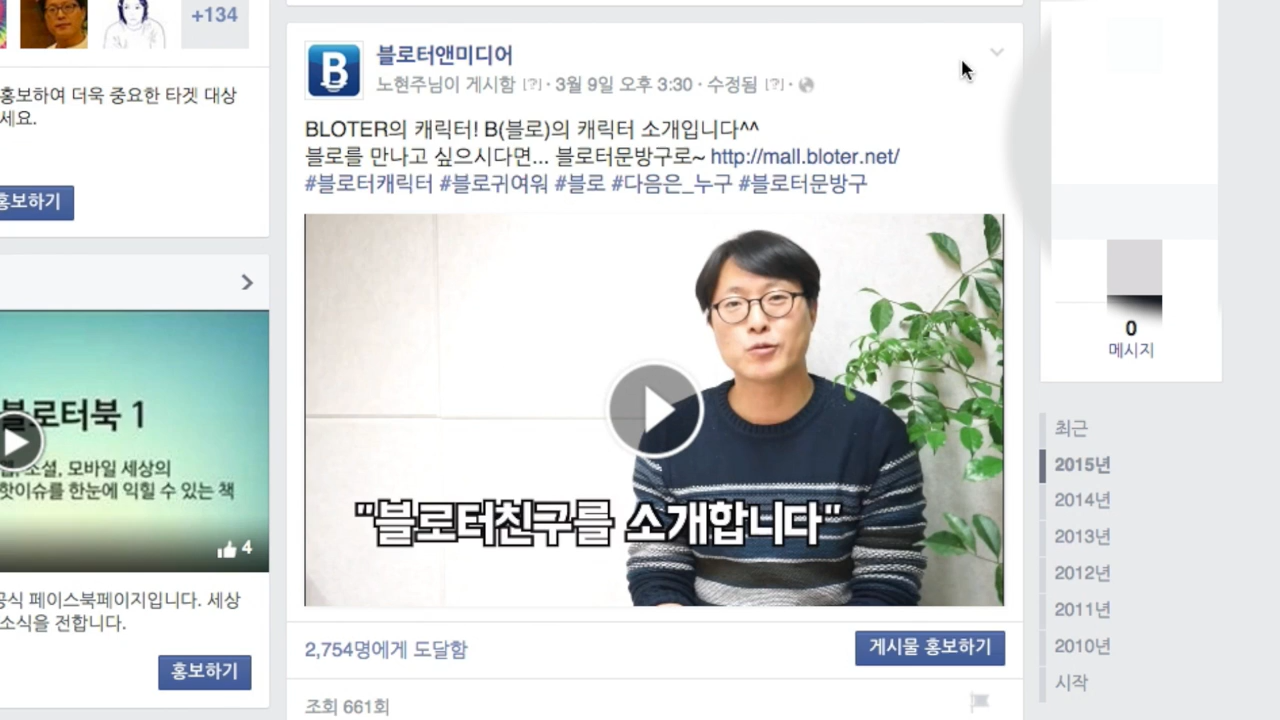 +134
홍보하여 더욱 중요한 타겟 대상
세요.
홍보하기
블로터북 1
소셜, 모바일 세상의
핫이슈를 한눈에 익힐 수 있는 책
4
공식 페이스북페이지입니다. 세상
소식을 전합니다.
홍보하기
B
블로터앤미디어
노현주님이 게시함 [?] · 3월 9일 오후 3:30 · 수정됨 [?] ·
BLOTER의 캐릭터! B(블로)의 캐릭터 소개입니다^^
블로를 만나고 싶으시다면... 블로터문방구로~ http://mall.bloter.net/
#블로터캐릭터 #블로귀여워 #블로 #다음은_누구 #블로터문방구
"블로터친구를 소개합니다"
2,754명에게 도달함
게시물 홍보하기
조회 661회
0
메시지
최근
2015년
2014년
2013년
2012년
2011년
2010년
시작